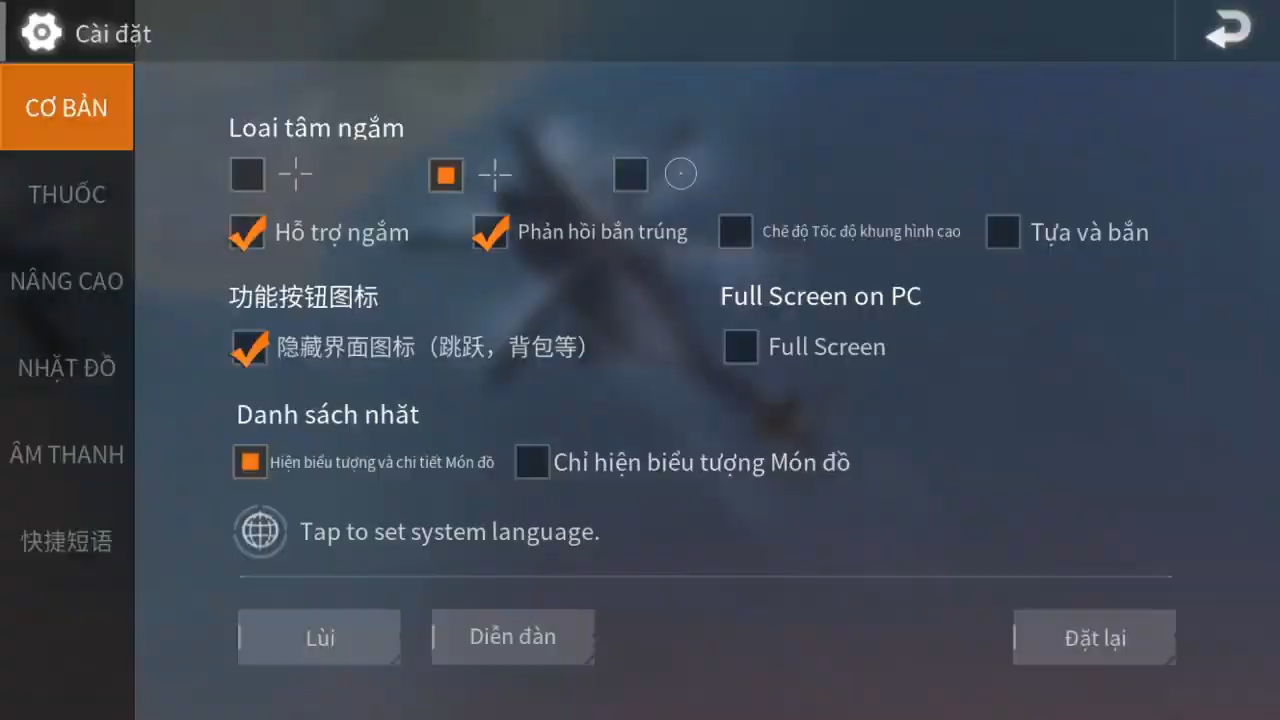 Cài đặt
CƠ BẢN
THUỐC
NÂNG CAO
NHẶT ĐỒ
ÂM THANH
快捷短语
Loai tâm ngắm
Hỗ trợ ngắm
Phản hồi bắn trúng
Chế độ Tốc độ khung hình cao
Tựa và bắn
功能按钮图标
Full Screen on PC
隐藏界面图标（跳跃，背包等）
Full Screen
Danh sách nhăt
Hiện biểu tượng và chi tiết Món đồ
Chỉ hiện biểu tượng Món đồ
Tap to set system language.
Lùi
Diễn đàn
Đặt lại